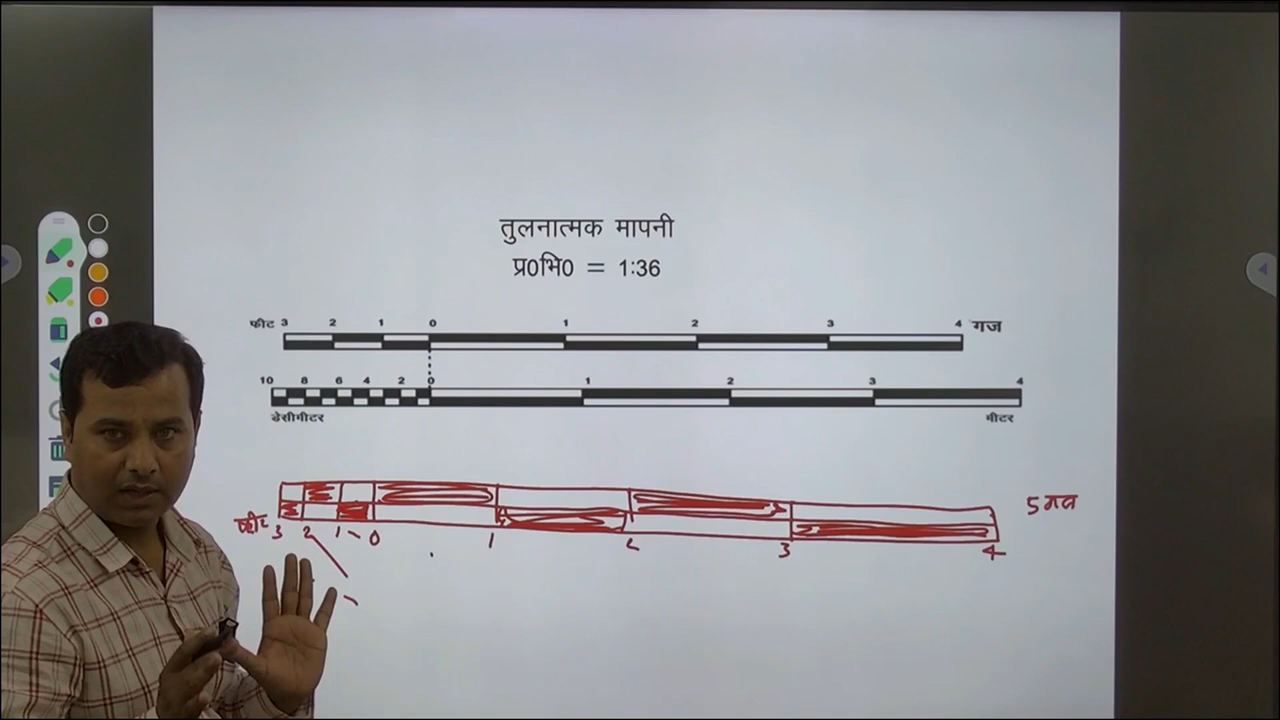 तुलनात्मक मापनी
प्र0भि0 = 1:36
फीट 3 2 1 0 1 2 3 4 गज
10 8 6 4 2 0 1 2 3 4
डेसीमीटर मीटर
5 गज
फीट 3 2 1 0 1 2 3 4